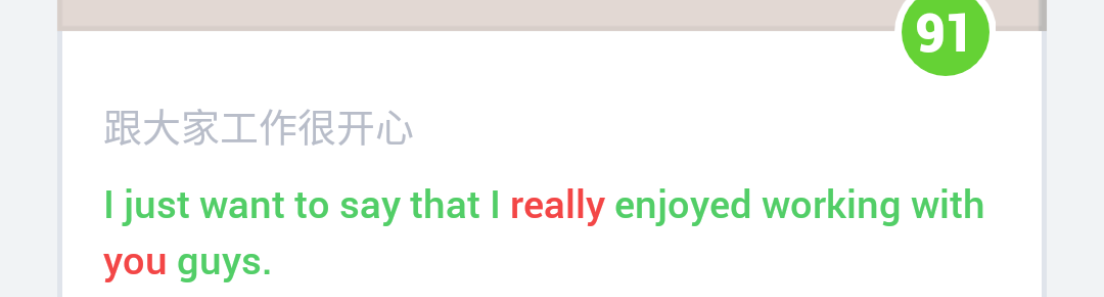 91
跟大家工作很开心
I just want to say that I really enjoyed working with
you guys.